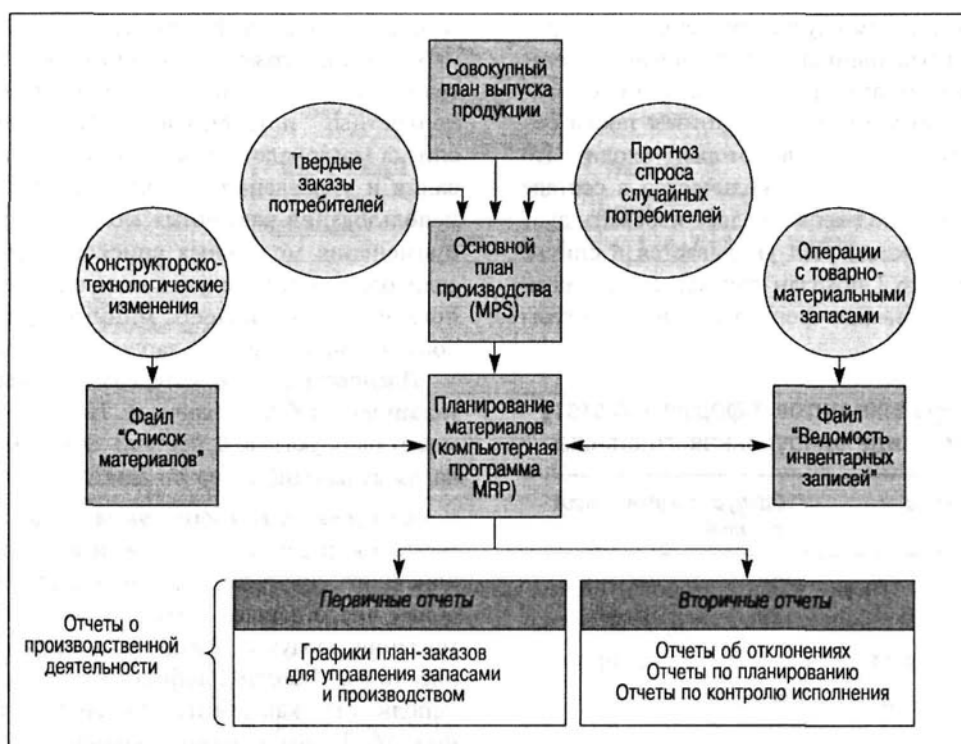 Совокупный
план выпуска
продукции
Твердые
заказы
потребителей
Прогноз
спроса
случайных
потребителей
Конструкторско-
технологические
изменения
Основной
план
производства
(MPS)
Операции
с товарно-
материальными
запасами
Файл
"Список
материалов"
Планирование
материалов
(компьютерная
программа
MRP)
Файл
"Ведомость
инвентарных
записей"
Отчеты о
производственной
деятельности
Первичные отчеты
Графики план-заказов
для управления запасами
и производством
Вторичные отчеты
Отчеты об отклонениях
Отчеты по планированию
Отчеты по контролю исполнения